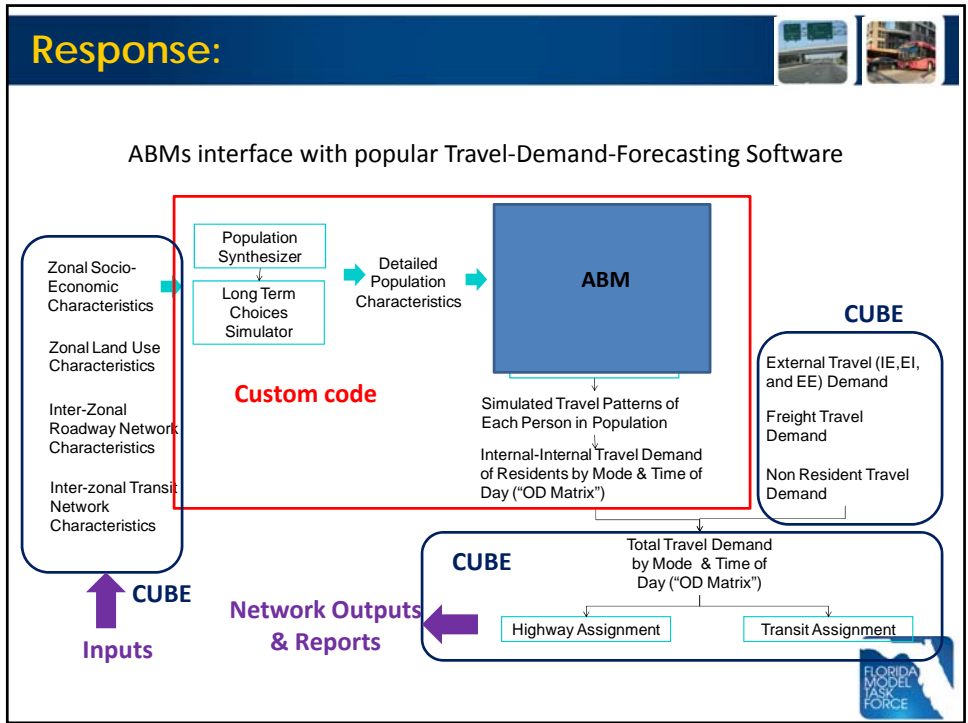 Response:
ABMs interface with popular Travel-Demand-Forecasting Software
Zonal Socio-
Economic
Characteristics
Zonal Land Use
Characteristics
Inter-Zonal
Roadway Network
Characteristics
Inter-zonal Transit
Network
Characteristics
CUBE
Inputs
Population
Synthesizer
Long Term
Choices
Simulator
Detailed
Population
Characteristics
ABM
Custom code
Simulated Travel Patterns of
Each Person in Population
Internal-Internal Travel Demand
of Residents by Mode & Time of
Day (“OD Matrix”)
CUBE
External Travel (IE,EI,
and EE) Demand
Freight Travel
Demand
Non Resident Travel
Demand
CUBE
Total Travel Demand
by Mode & Time of
Day (“OD Matrix”)
Highway Assignment
Transit Assignment
Network Outputs
& Reports
FLORIDA
MODEL
TASK
FORCE